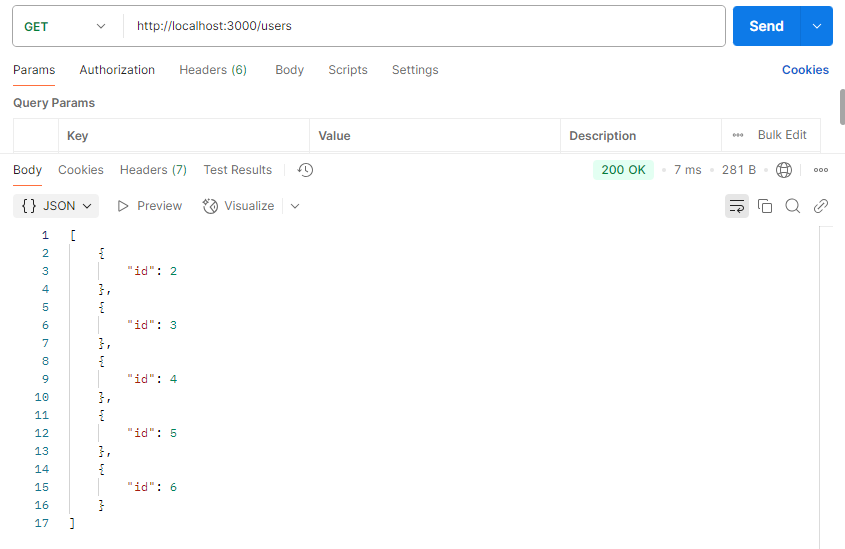 GET http://localhost:3000/users Send
Params Authorization Headers (6) Body Scripts Settings Cookies
Query Params
Key Value Description Bulk Edit
Body Cookies Headers (7) Test Results 200 OK 7 ms 281 B
{} JSON Preview Visualize
1 [
2 {
3 "id": 2
4 },
5 {
6 "id": 3
7 },
8 {
9 "id": 4
10 },
11 {
12 "id": 5
13 },
14 {
15 "id": 6
16 }
17 ]